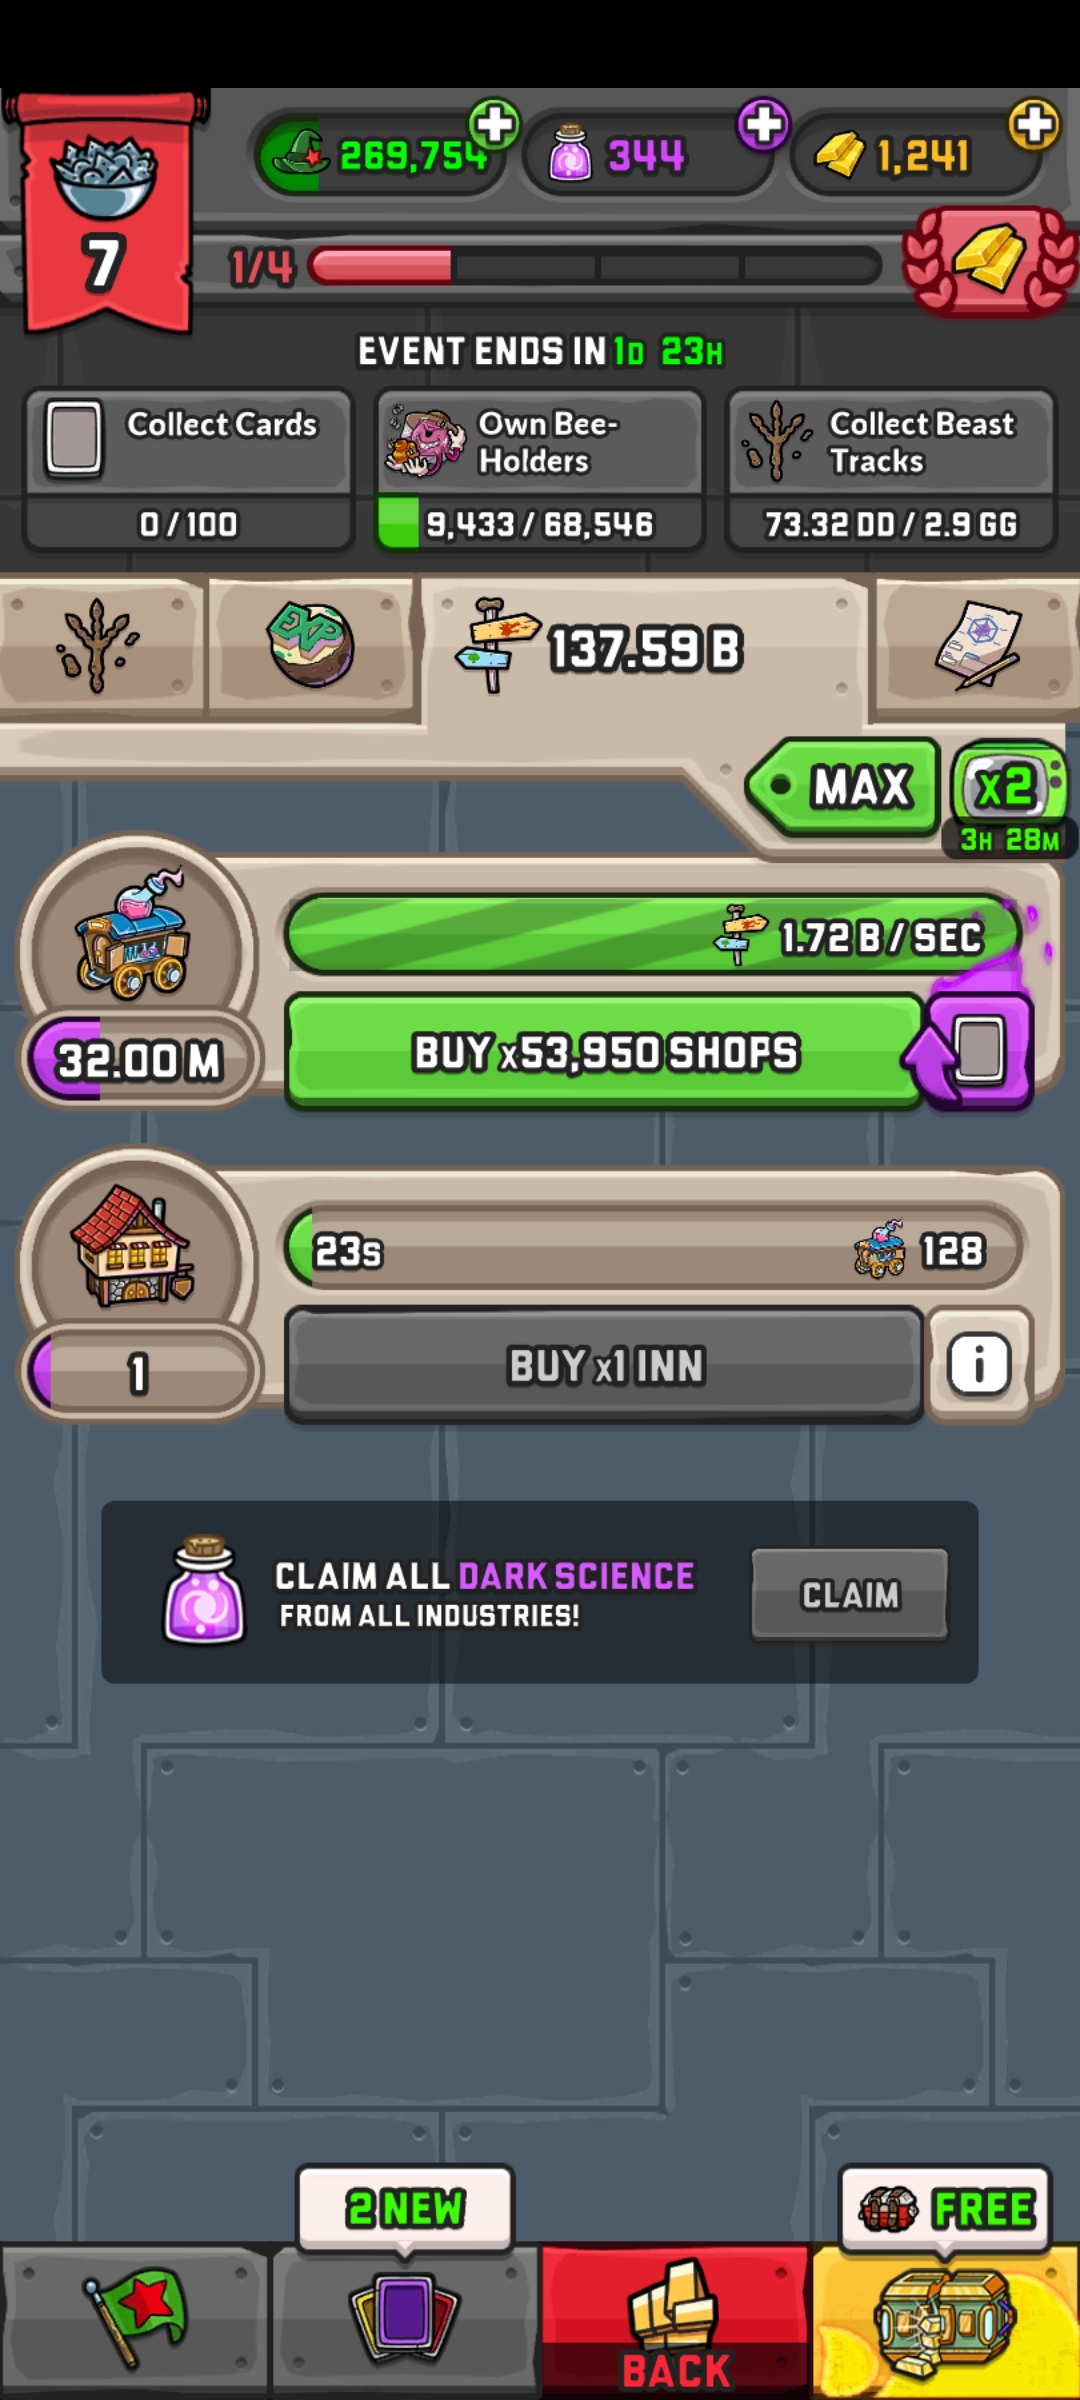 269,754
344
1,241
7
1/4
EVENT ENDS IN 1D 23H
Collect Cards
0 / 100
Own Bee-
Holders
9,433 / 68,546
Collect Beast
Tracks
73.32 DD / 2.9 GG
EXP
137.59 B
MAX
x2
3H 28M
1.72 B / SEC
32.00 M
BUY x53,950 SHOPS
23s
128
1
BUY x1 INN
i
CLAIM ALL DARK SCIENCE
FROM ALL INDUSTRIES!
CLAIM
2 NEW
FREE
BACK